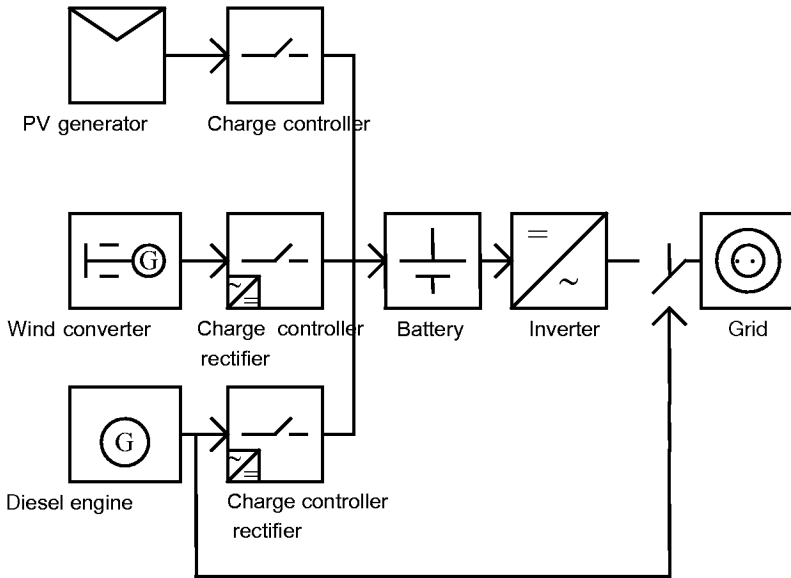 PV generator
Charge controller
G
=
~
~
=
Wind converter
Charge controller
rectifier
Battery
Inverter
Grid
G
~
=
Diesel engine
Charge controller
rectifier